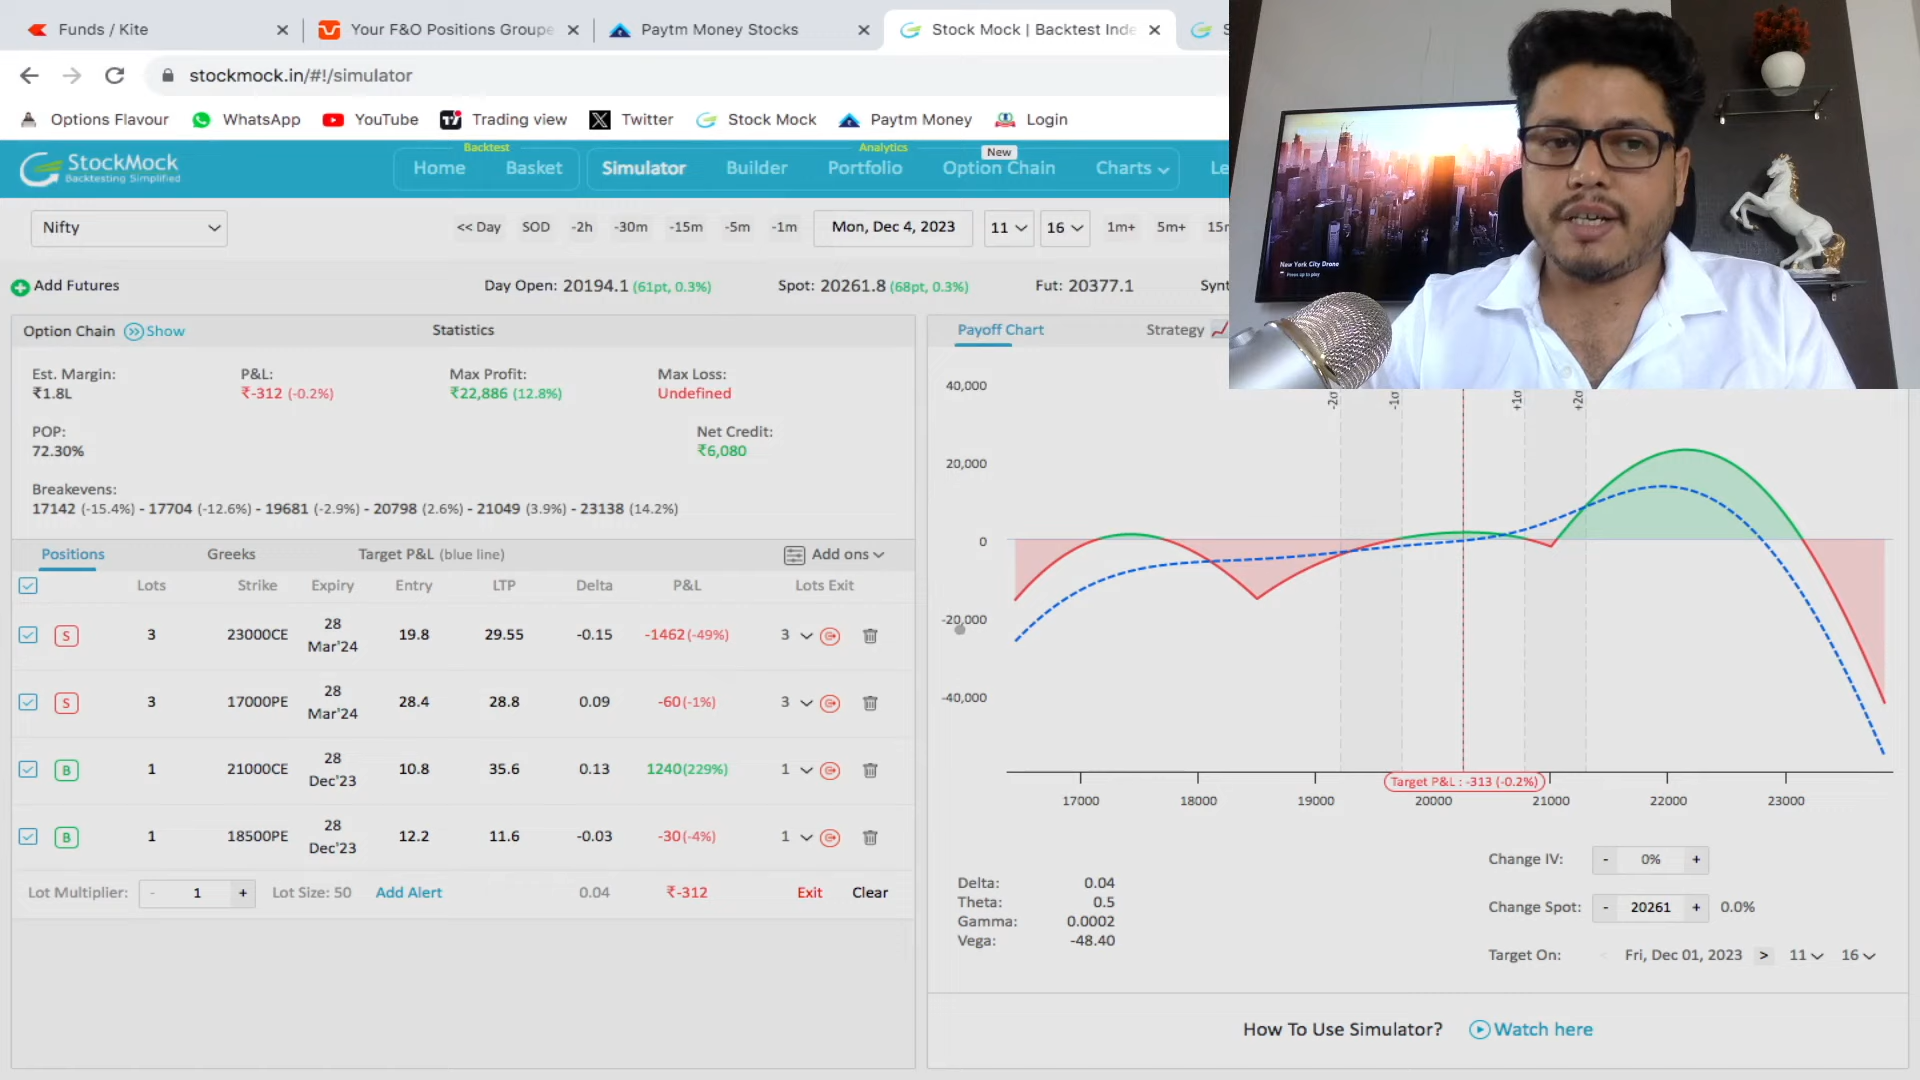 Funds / Kite
Your F&O Positions Groupe
Paytm Money Stocks
Stock Mock | Backtest Inde
S
stockmock.in/#!/simulator
Options Flavour
WhatsApp
YouTube
Trading view
Twitter
Stock Mock
Paytm Money
Login
StockMock
Backtesting Simplified
Backtest
Home
Basket
Simulator
Builder
Analytics
Portfolio
New
Option Chain
Charts
Le
Nifty
<< Day
SOD
-2h
-30m
-15m
-5m
-1m
Mon, Dec 4, 2023
11
16
1m+
5m+
15m
Add Futures
Day Open: 20194.1 (61pt, 0.3%)
Spot: 20261.8 (68pt, 0.3%)
Fut: 20377.1
Synt
Option Chain
Show
Statistics
Est. Margin:
₹1.8L
P&L:
₹-312 (-0.2%)
Max Profit:
₹22,886 (12.8%)
Max Loss:
Undefined
POP:
72.30%
Net Credit:
₹6,080
Breakevens:
17142 (-15.4%) - 17704 (-12.6%) - 19681 (-2.9%) - 20798 (2.6%) - 21049 (3.9%) - 23138 (14.2%)
Positions
Greeks
Target P&L (blue line)
Add ons
Lots Strike Expiry Entry LTP Delta P&L Lots Exit
S 3 23000CE 28 Mar'24 19.8 29.55 -0.15 -1462(-49%) 3
S 3 17000PE 28 Mar'24 28.4 28.8 0.09 -60(-1%) 3
B 1 21000CE 28 Dec'23 10.8 35.6 0.13 1240(229%) 1
B 1 18500PE 28 Dec'23 12.2 11.6 -0.03 -30(-4%) 1
Lot Multiplier: - 1 + Lot Size: 50 Add Alert 0.04 ₹-312 Exit Clear
Payoff Chart
Strategy
40,000
20,000
0
-20,000
-40,000
-2σ
-1σ
+1σ
+2σ
Target P&L : -313 (-0.2%)
17000 18000 19000 20000 21000 22000 23000
Delta: 0.04
Theta: 0.5
Gamma: 0.0002
Vega: -48.40
Change IV: - 0% +
Change Spot: - 20261 + 0.0%
Target On: < Fri, Dec 01, 2023 > 11 16
How To Use Simulator?
Watch here
New York City Drone
Press up to play